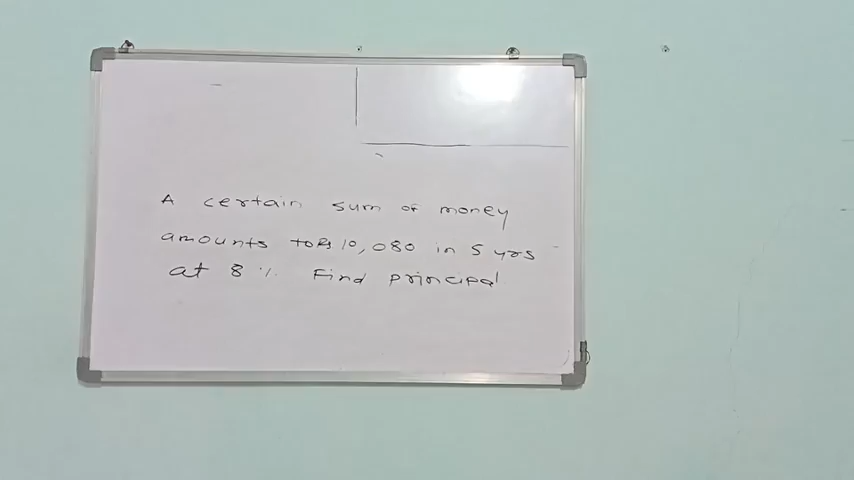 A certain sum of money
amounts to Rs 10,080 in 5 yrs
at 8 % Find principal.